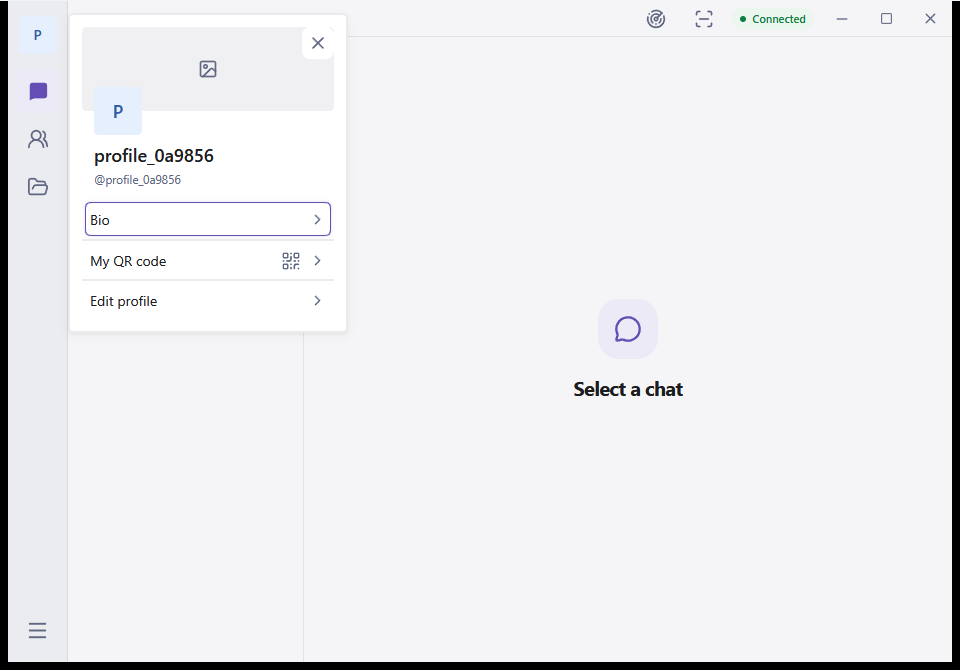 P
Connected
P
profile_0a9856
@profile_0a9856
Bio
My QR code
Edit profile
Select a chat